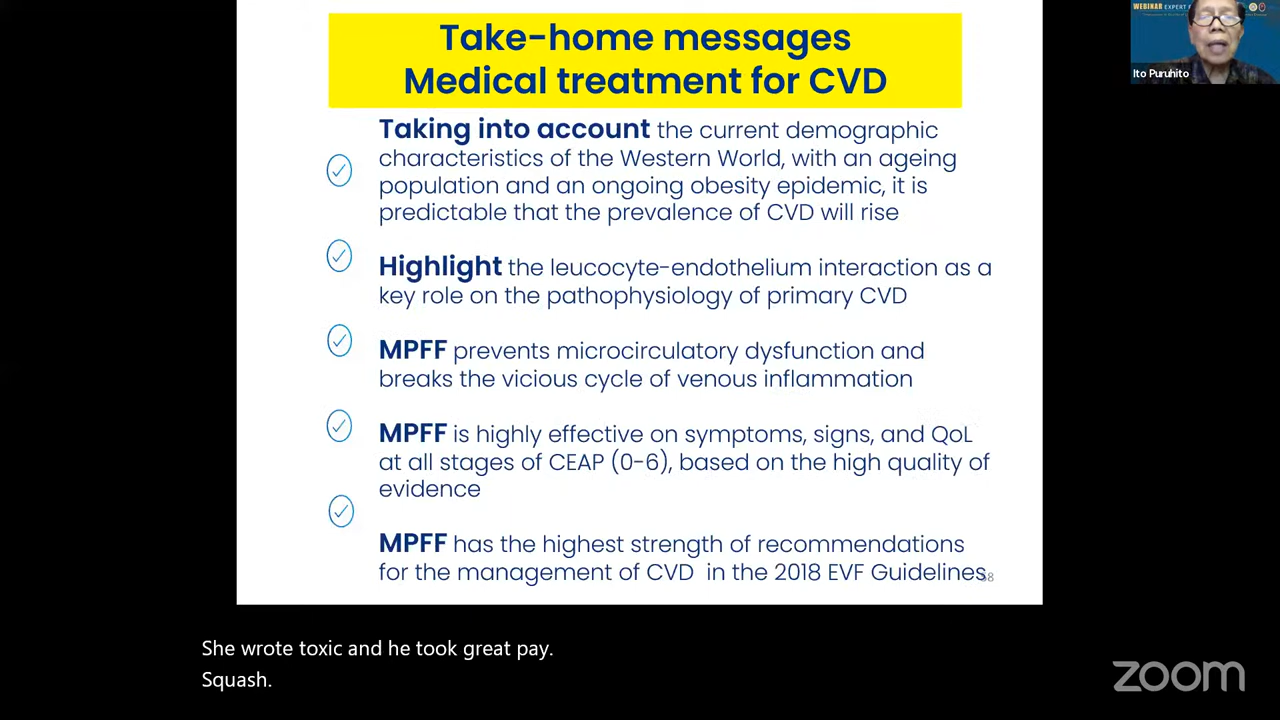 Take-home messages
Medical treatment for CVD
WEBINAR EXPERT
Ito Puruhito
Taking into account the current demographic
characteristics of the Western World, with an ageing
population and an ongoing obesity epidemic, it is
predictable that the prevalence of CVD will rise
Highlight the leucocyte-endothelium interaction as a
key role on the pathophysiology of primary CVD
MPFF prevents microcirculatory dysfunction and
breaks the vicious cycle of venous inflammation
MPFF is highly effective on symptoms, signs, and QoL
at all stages of CEAP (0-6), based on the high quality of
evidence
MPFF has the highest strength of recommendations
for the management of CVD in the 2018 EVF Guidelines
She wrote toxic and he took great pay.
Squash.
zoom